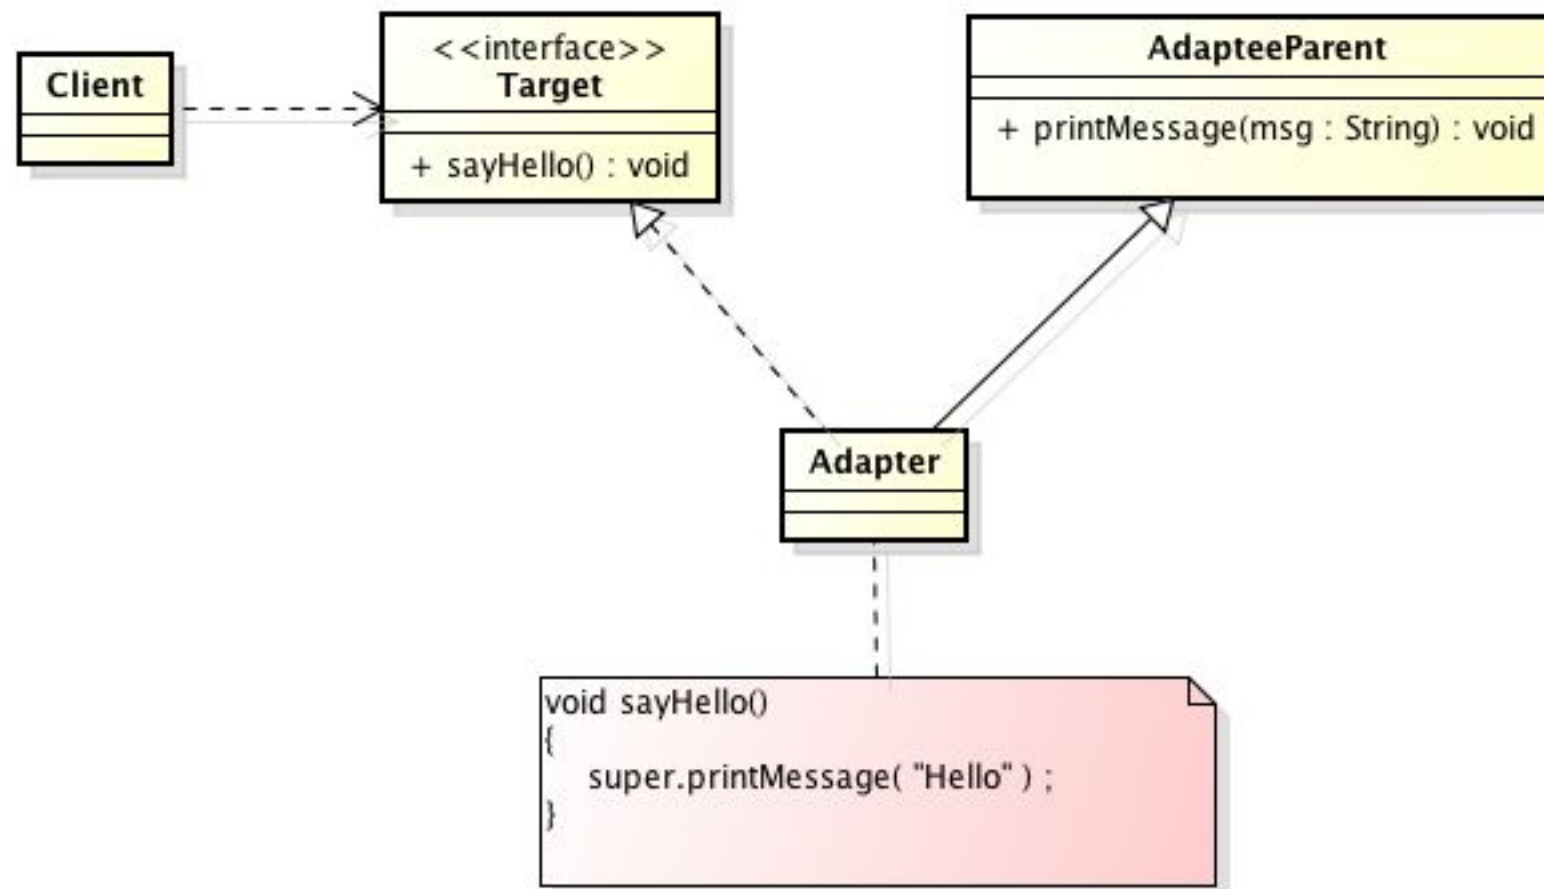 Client
<<interface>>
Target
+ sayHello() : void
AdapteeParent
+ printMessage(msg : String) : void
Adapter
void sayHello()
{
super.printMessage( "Hello" ) ;
}